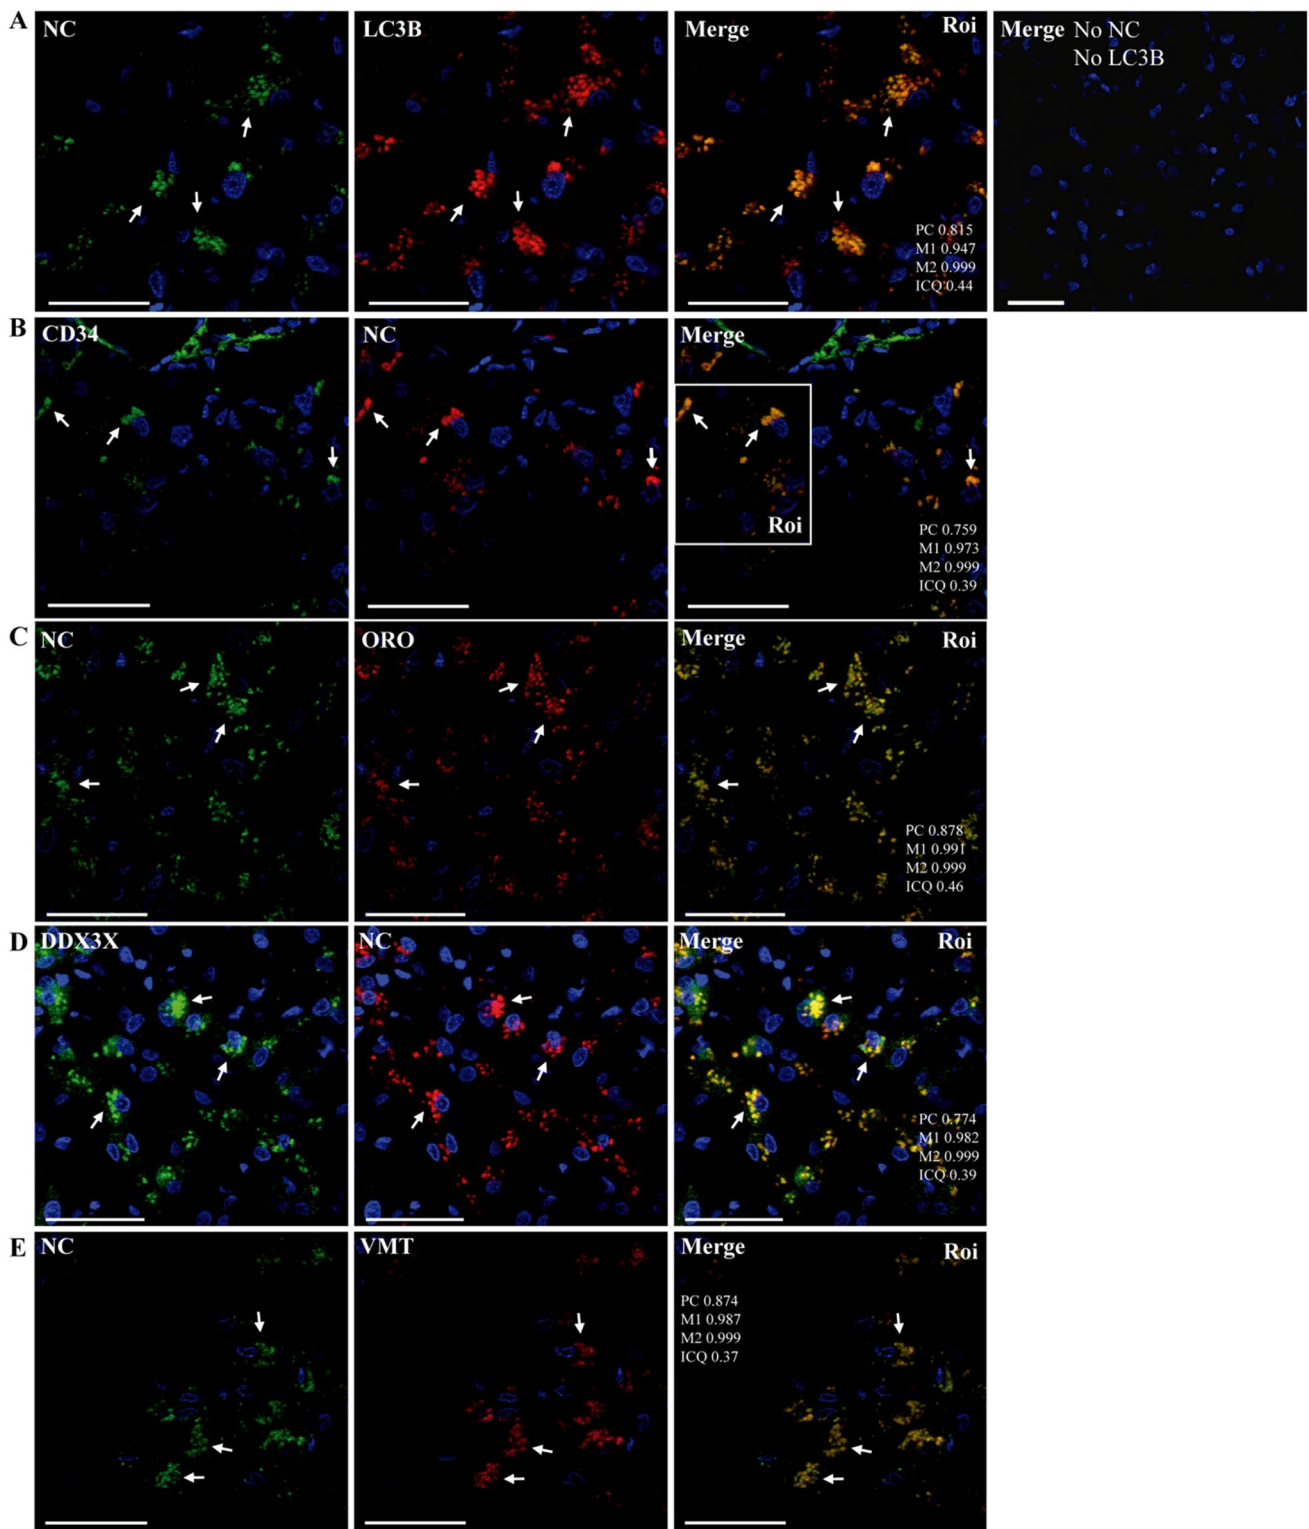 A
NC
LC3B
Merge
Roi
PC 0.815
M1 0.947
M2 0.999
ICQ 0.44
Merge No NC
No LC3B
B
CD34
NC
Merge
Roi
PC 0.759
M1 0.973
M2 0.999
ICQ 0.39
C
NC
ORO
Merge
Roi
PC 0.878
M1 0.991
M2 0.999
ICQ 0.46
D
DDX3X
NC
Merge
Roi
PC 0.774
M1 0.982
M2 0.999
ICQ 0.39
E
NC
VMT
Merge
Roi
PC 0.874
M1 0.987
M2 0.999
ICQ 0.37